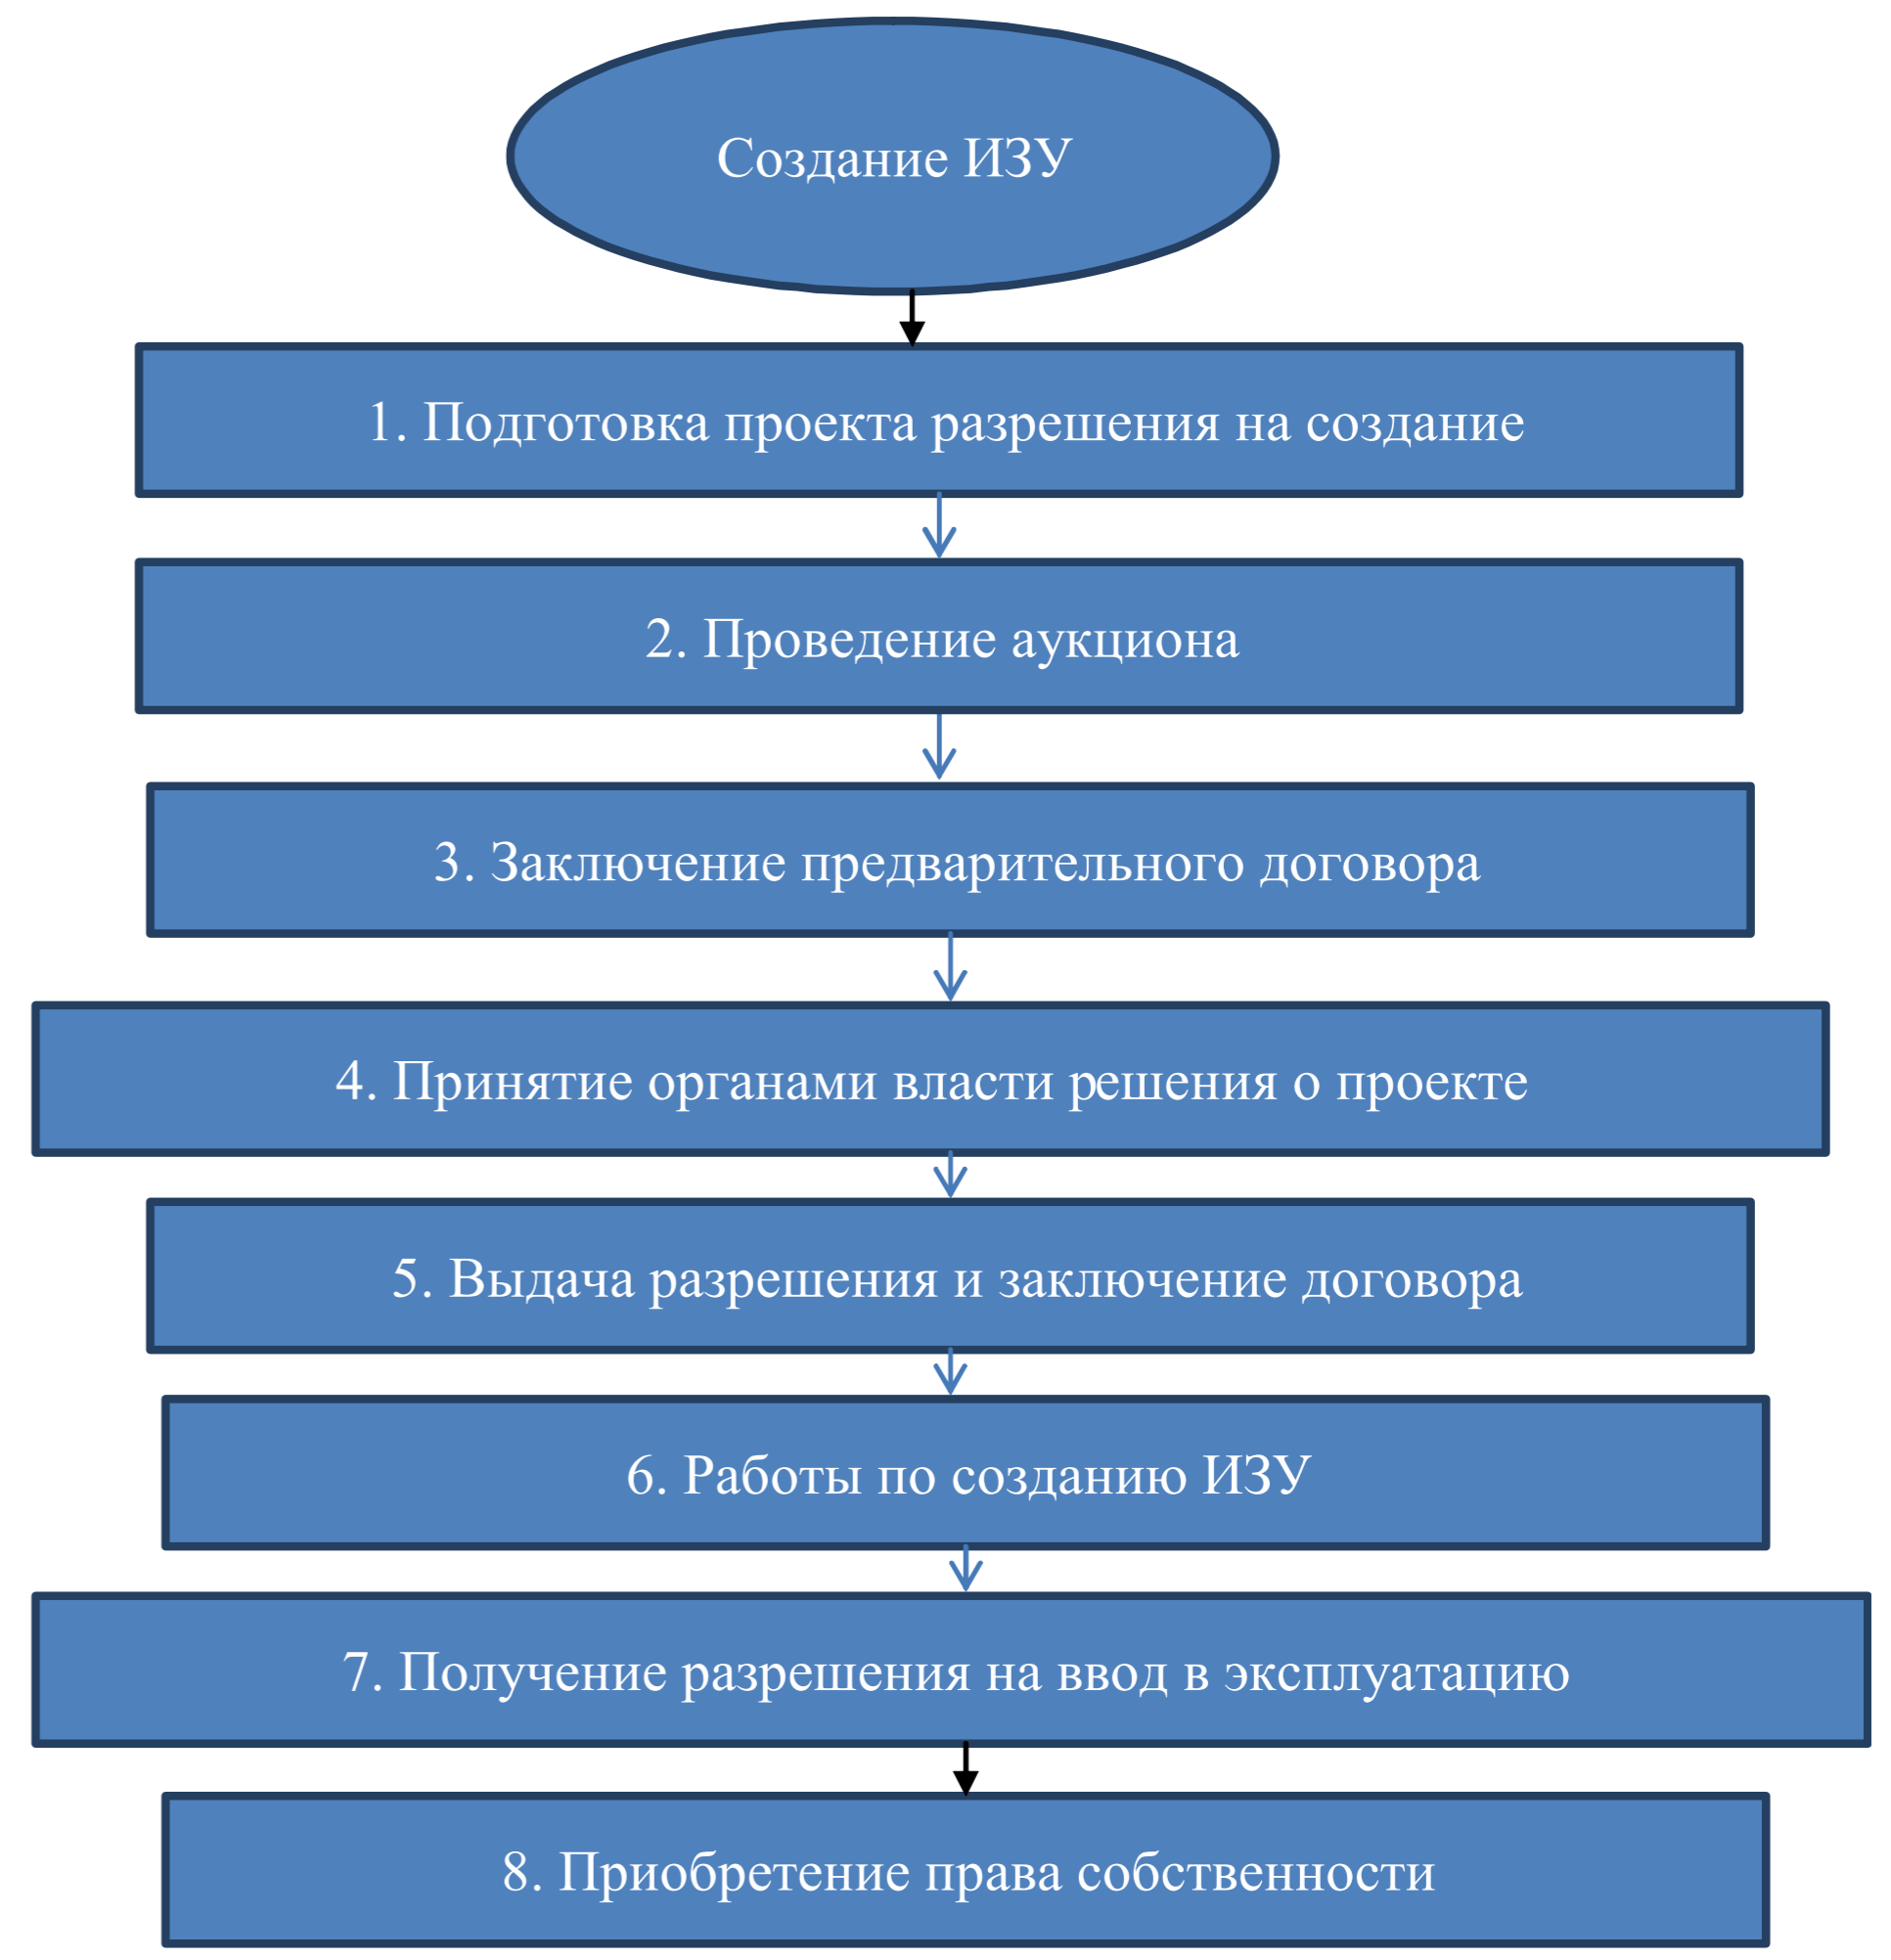 Создание ИЗУ
1. Подготовка проекта разрешения на создание
2. Проведение аукциона
3. Заключение предварительного договора
4. Принятие органами власти решения о проекте
5. Выдача разрешения и заключение договора
6. Работы по созданию ИЗУ
7. Получение разрешения на ввод в эксплуатацию
8. Приобретение права собственности